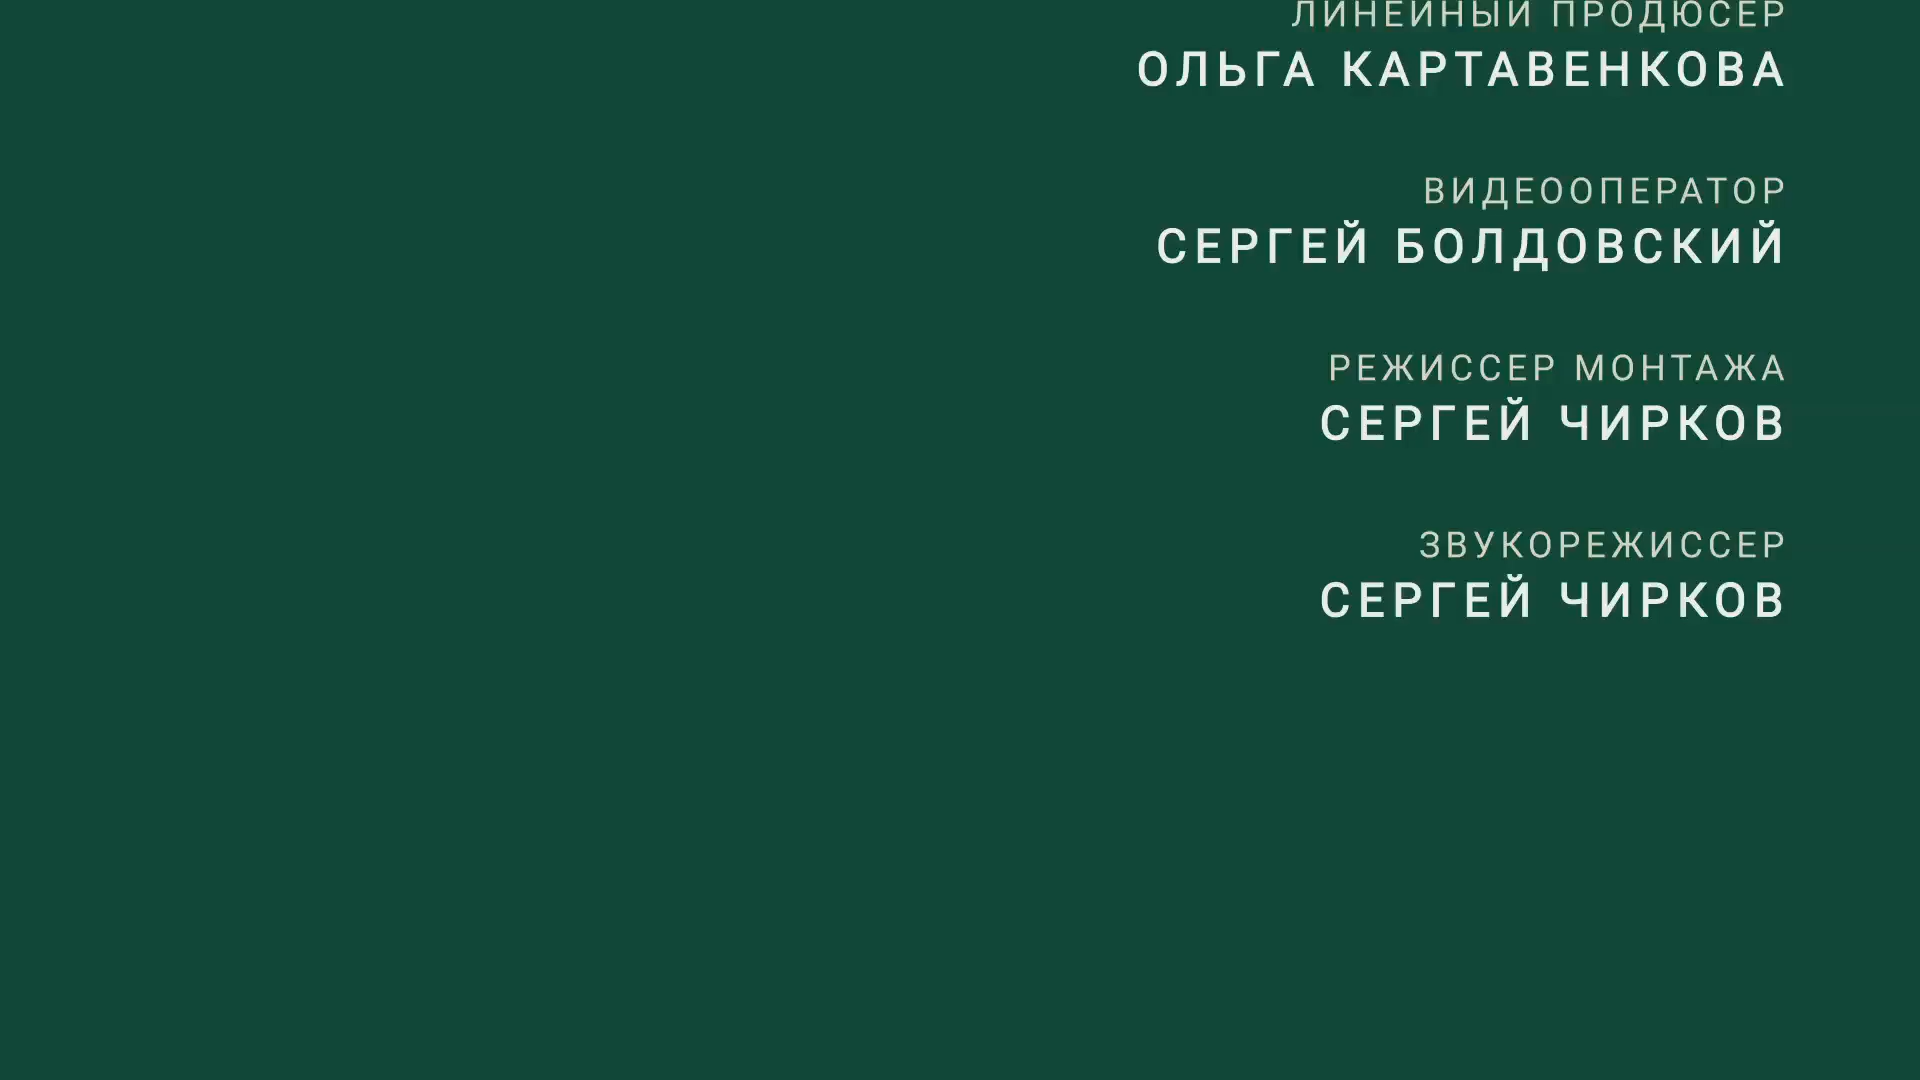 ЛИНЕЙНЫЙ ПРОДЮСЕР
ОЛЬГА КАРТАВЕНКОВА
ВИДЕООПЕРАТОР
СЕРГЕЙ БОЛДОВСКИЙ
РЕЖИССЕР МОНТАЖА
СЕРГЕЙ ЧИРКОВ
ЗВУКОРЕЖИССЕР
СЕРГЕЙ ЧИРКОВ